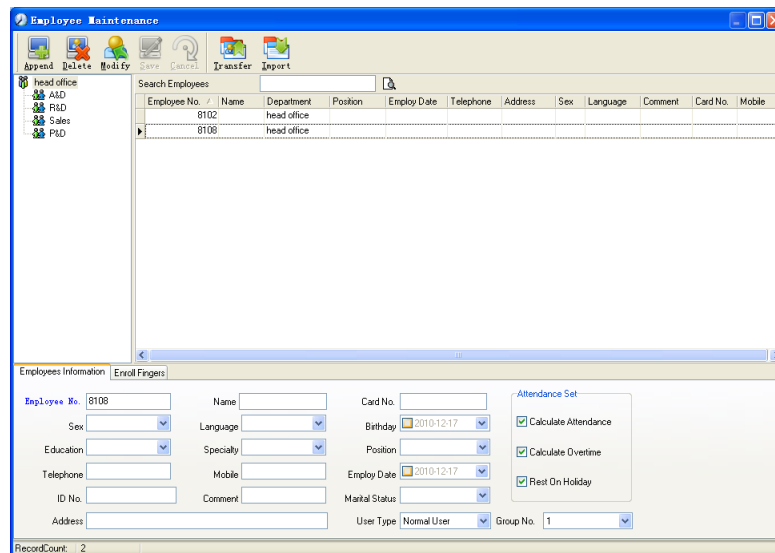 Employee Maintenance
Append Delete Modify Save Cancel Transfer Import
head office
A&D
R&D
Sales
P&D
Search Employees
Employee No. Name Department Position Employ Date Telephone Address Sex Language Comment Card No. Mobile
8102 head office
8108 head office
Employees Information Enroll Fingers
Employee No. 8108 Name Card No. Attendance Set
Sex Language Birthday 2010-12-17 Calculate Attendance
Education Specialty Position Calculate Overtime
Telephone Mobile Employ Date 2010-12-17 Rest On Holiday
ID No. Comment Marital Status
Address User Type Normal User Group No. 1
RecordCount: 2